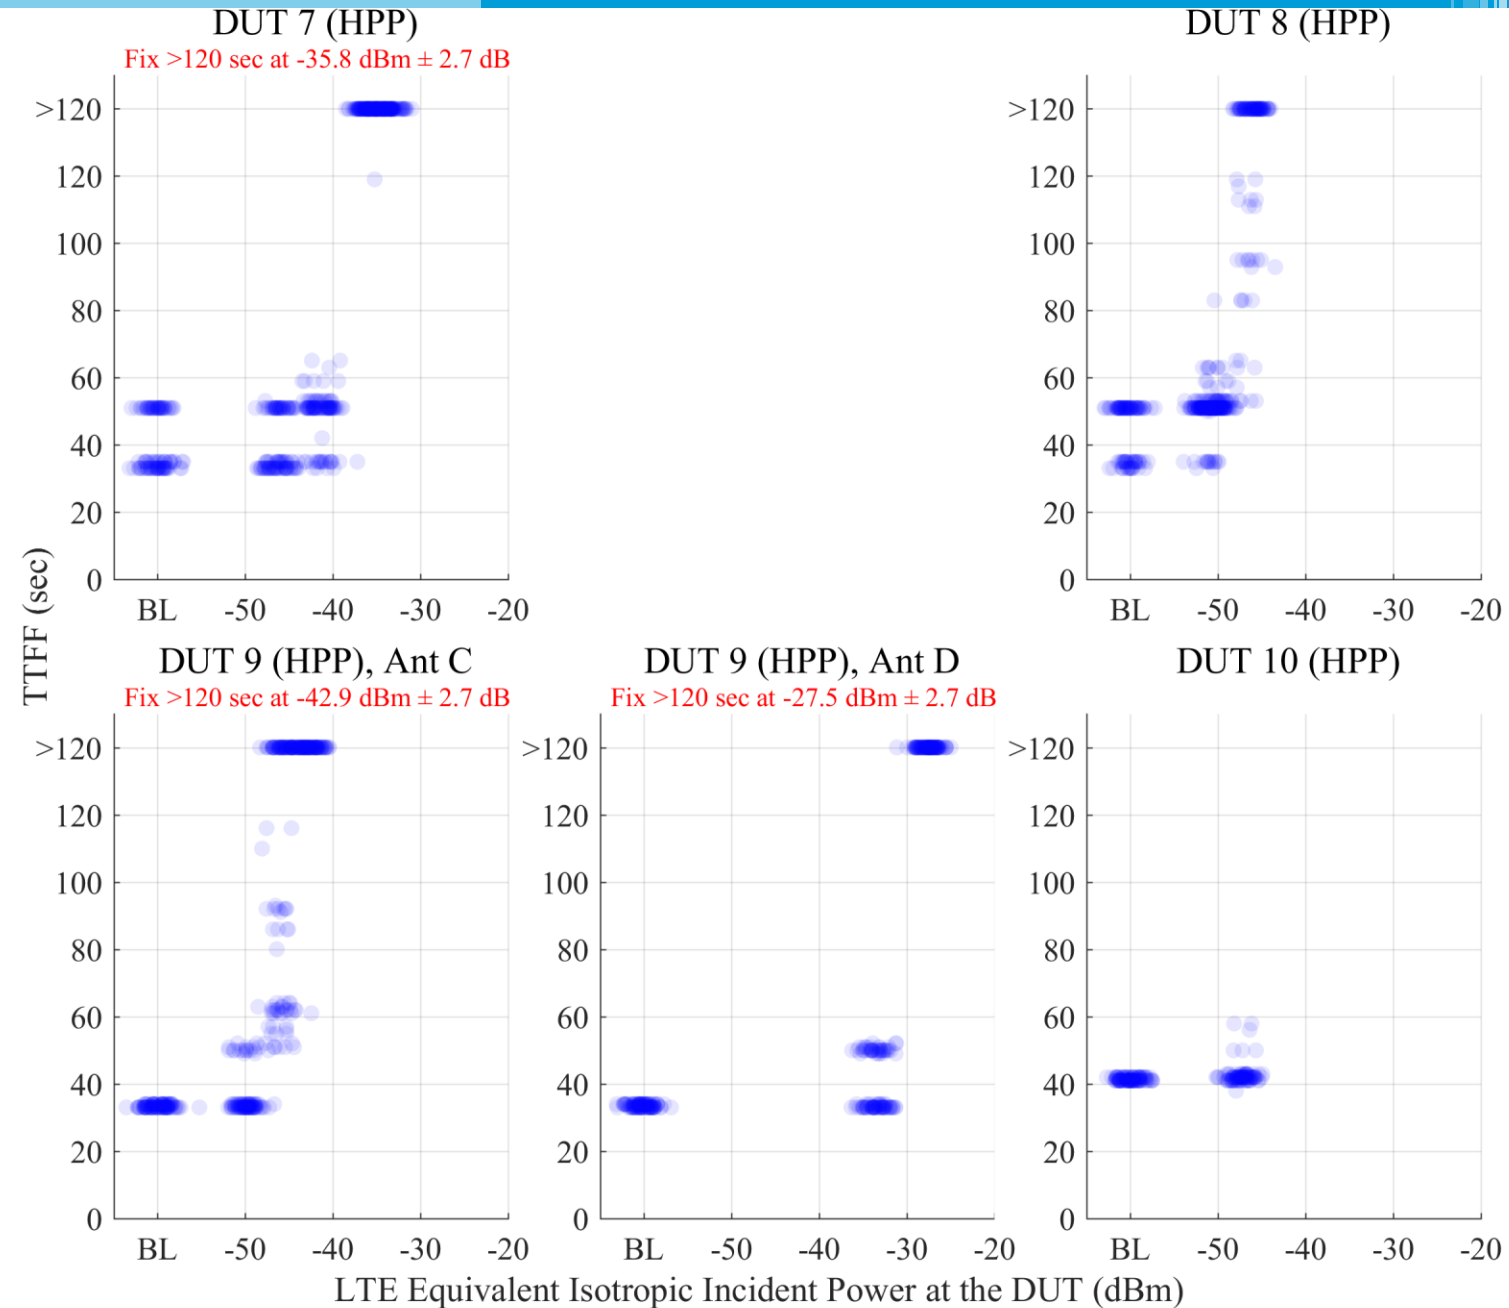 DUT 7 (HPP)
Fix >120 sec at -35.8 dBm ± 2.7 dB
>120
120
100
80
60
40
20
0
BL -50 -40 -30 -20
DUT 8 (HPP)
>120
120
100
80
60
40
20
0
BL -50 -40 -30 -20
TTFF (sec)
DUT 9 (HPP), Ant C
Fix >120 sec at -42.9 dBm ± 2.7 dB
>120
120
100
80
60
40
20
0
BL -50 -40 -30 -20
DUT 9 (HPP), Ant D
Fix >120 sec at -27.5 dBm ± 2.7 dB
>120
120
100
80
60
40
20
0
BL -50 -40 -30 -20
DUT 10 (HPP)
>120
120
100
80
60
40
20
0
BL -50 -40 -30 -20
LTE Equivalent Isotropic Incident Power at the DUT (dBm)